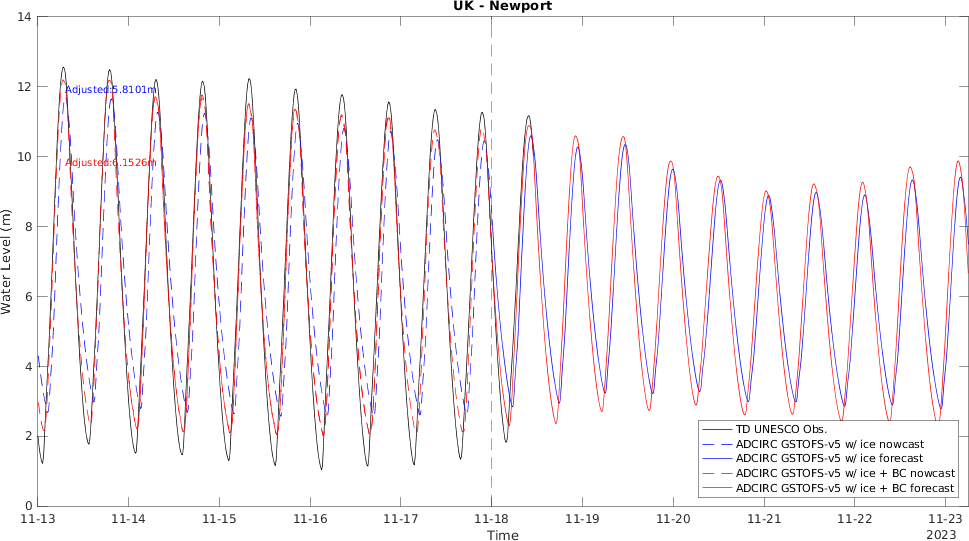 UK - Newport
14
12
10
8
6
4
2
0
Water Level (m)
Adjusted:5.8101m
Adjusted:6.1526m
TD UNESCO Obs.
ADCIRC GSTOFS-v5 w/ ice nowcast
ADCIRC GSTOFS-v5 w/ ice forecast
ADCIRC GSTOFS-v5 w/ ice + BC nowcast
ADCIRC GSTOFS-v5 w/ ice + BC forecast
11-13 11-14 11-15 11-16 11-17 11-18 11-19 11-20 11-21 11-22 11-23
Time 2023